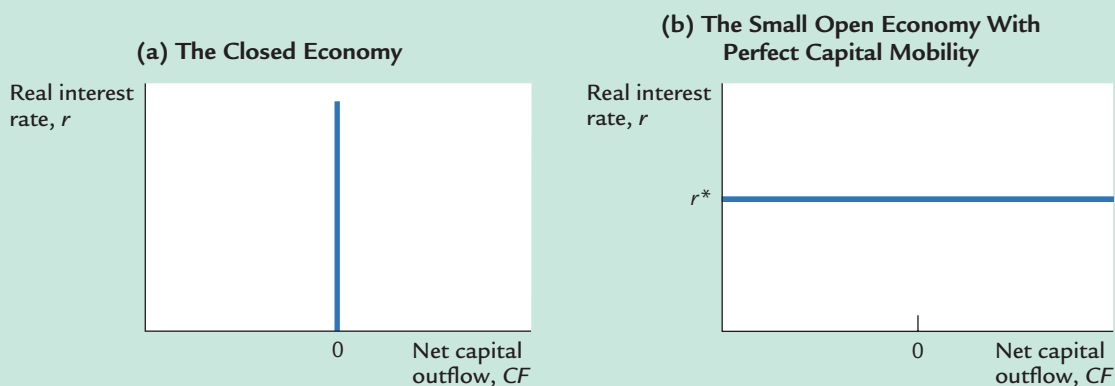 (a) The Closed Economy
Real interest
rate, r
0
Net capital
outflow, CF
(b) The Small Open Economy With
Perfect Capital Mobility
Real interest
rate, r
r*
0
Net capital
outflow, CF